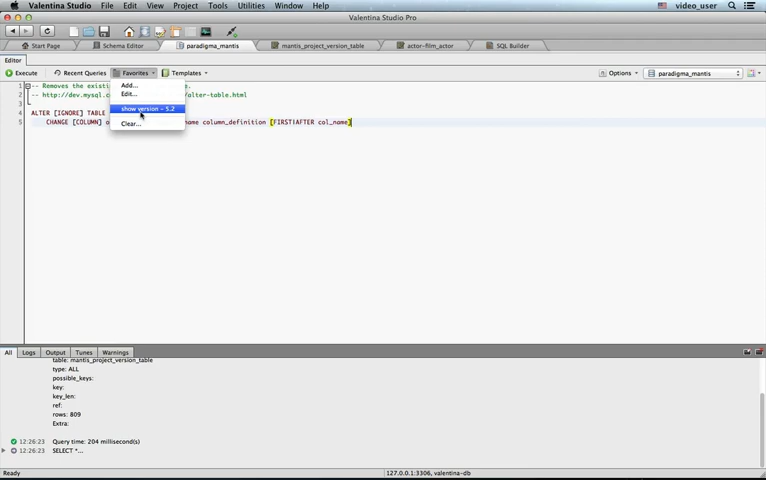 Valentina Studio File Edit View Project Tools Utilities Window Help video_user
Valentina Studio Pro
Start Page Schema Editor paradigma_mantis mantis_project_version_table actor-film_actor SQL Builder
Editor
Execute Recent Queries Favorites Templates Options paradigma_mantis
Add...
Edit...
show version - 5.2
Clear...
1 -- Removes the existi
2 -- http://dev.mysql.c /alter-table.html
3
4 ALTER [IGNORE] TABLE
5 CHANGE [COLUMN] o name column_definition [FIRST|AFTER col_name]
All Logs Output Tunes Warnings
table: mantis_project_version_table
type: ALL
possible_keys:
key:
key_len:
ref:
rows: 809
Extra:
12:26:23 Query time: 204 millisecond(s)
12:26:23 SELECT *...
Ready 127.0.0.1:3306, valentina-db